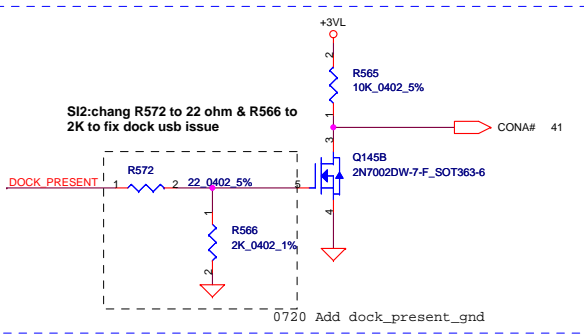 +3VL
2
R565
10K_0402_5%
1
SI2:chang R572 to 22 ohm & R566 to
2K to fix dock usb issue
CONA# 41
3
Q145B
2N7002DW-7-F_SOT363-6
R572
DOCK_PRESENT 1 2 22_0402_5% 5
4
1
R566
2K_0402_1%
2
0720 Add dock_present_gnd